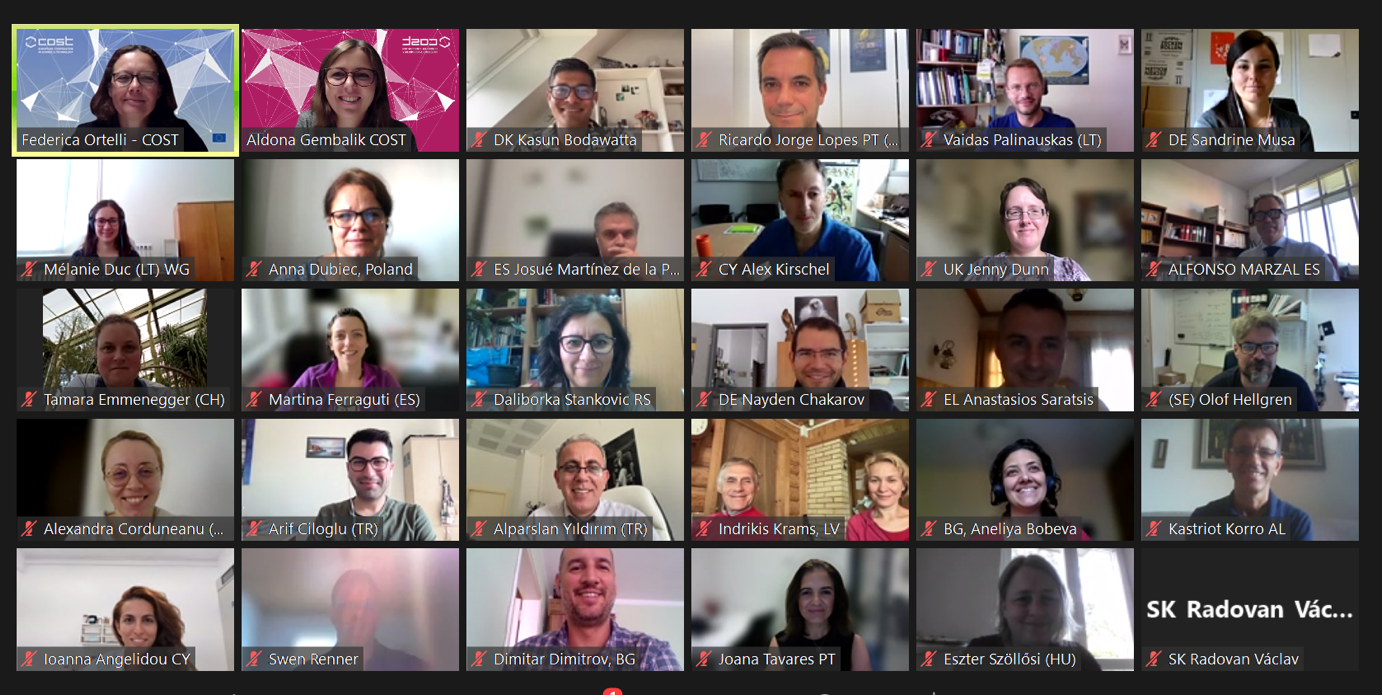 cost
cost
Federica Ortelli - COST
Aldona Gembalik COST
DK Kasun Bodawatta
Ricardo Jorge Lopes PT (...
Vaidas Palinauskas (LT)
DE Sandrine Musa
Mélanie Duc (LT) WG
Anna Dubiec, Poland
ES Josué Martínez de la P...
CY Alex Kirschel
UK Jenny Dunn
ALFONSO MARZAL ES
Tamara Emmenegger (CH)
Martina Ferraguti (ES)
Daliborka Stankovic RS
DE Nayden Chakarov
EL Anastasios Saratsis
(SE) Olof Hellgren
Alexandra Corduneanu (...
Arif Ciloglu (TR)
Alparslan Yıldırım (TR)
Indrikis Krams, LV
BG, Aneliya Bobeva
Kastriot Korro AL
Ioanna Angelidou CY
Swen Renner
Dimitar Dimitrov, BG
Joana Tavares PT
Eszter Szöllősi (HU)
SK Radovan Vác...
SK Radovan Václav